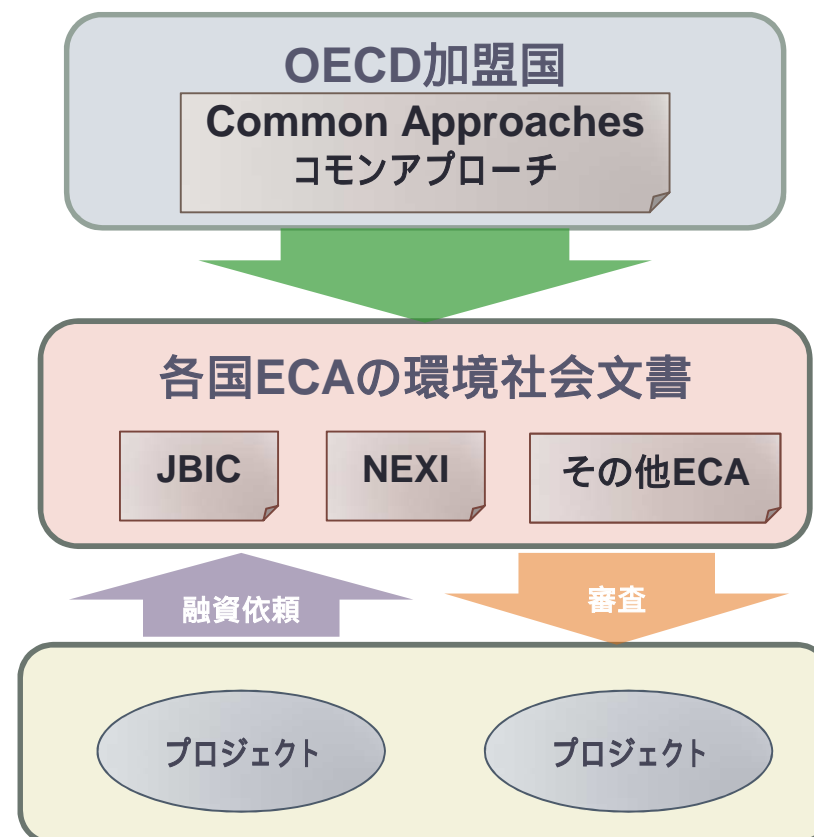 OECD加盟国
Common Approaches
コモンアプローチ
各国ECAの環境社会文書
JBIC
NEXI
その他ECA
融資依頼
審査
プロジェクト
プロジェクト